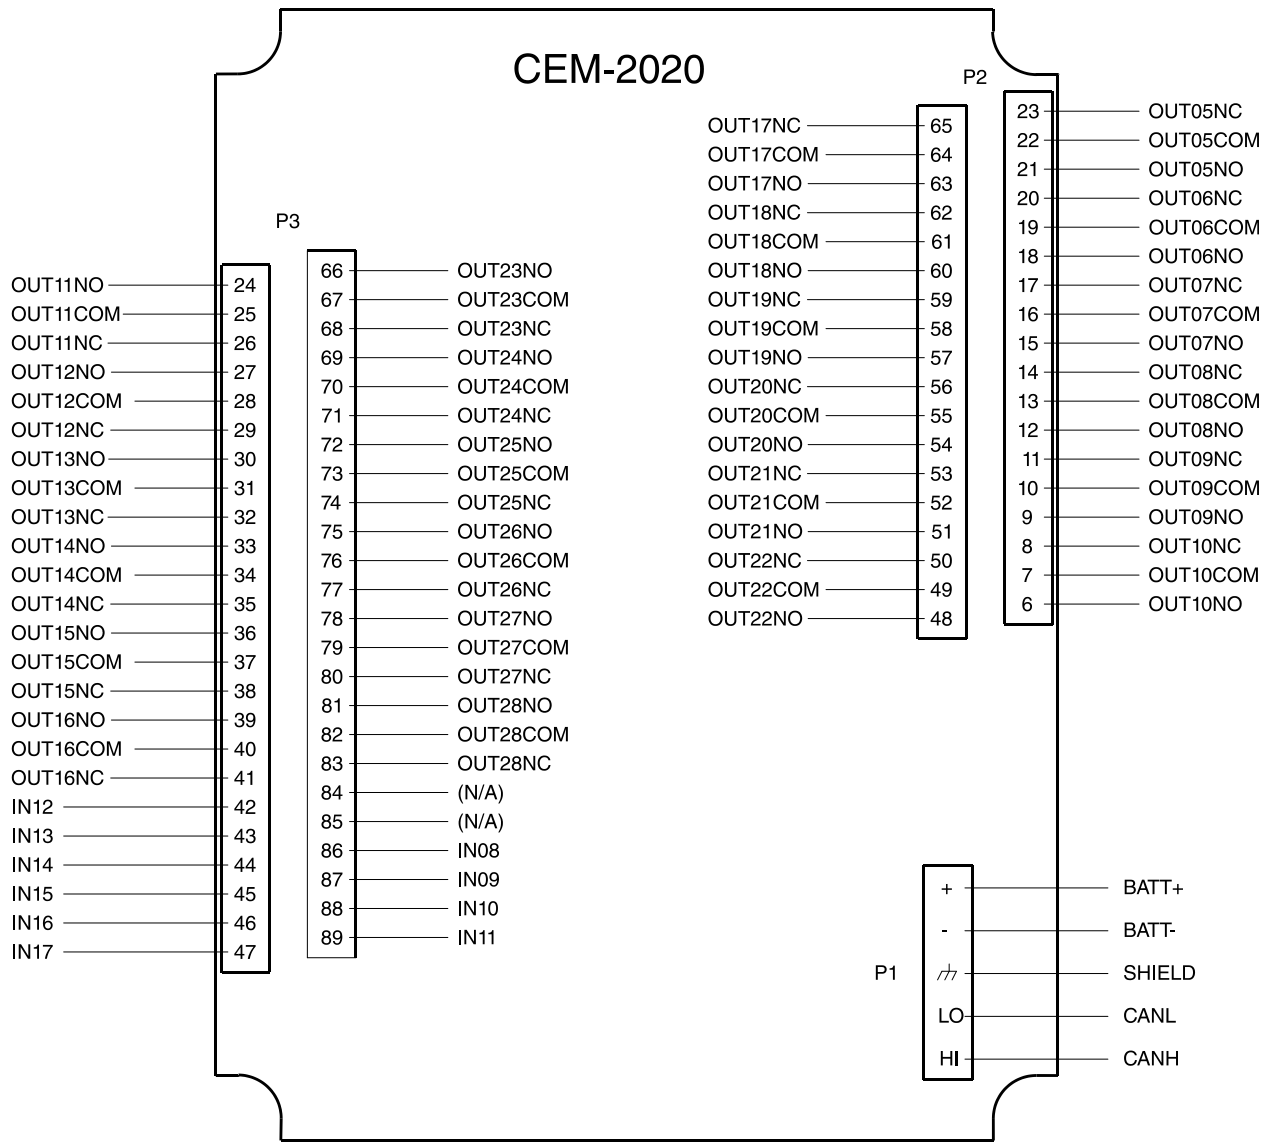 CEM-2020
P2
23 OUT05NC
22 OUT05COM
21 OUT05NO
20 OUT06NC
19 OUT06COM
18 OUT06NO
17 OUT07NC
16 OUT07COM
15 OUT07NO
14 OUT08NC
13 OUT08COM
12 OUT08NO
11 OUT09NC
10 OUT09COM
9 OUT09NO
8 OUT10NC
7 OUT10COM
6 OUT10NO
OUT17NC 65
OUT17COM 64
OUT17NO 63
OUT18NC 62
OUT18COM 61
OUT18NO 60
OUT19NC 59
OUT19COM 58
OUT19NO 57
OUT20NC 56
OUT20COM 55
OUT20NO 54
OUT21NC 53
OUT21COM 52
OUT21NO 51
OUT22NC 50
OUT22COM 49
OUT22NO 48
P3
OUT11NO 24
OUT11COM 25
OUT11NC 26
OUT12NO 27
OUT12COM 28
OUT12NC 29
OUT13NO 30
OUT13COM 31
OUT13NC 32
OUT14NO 33
OUT14COM 34
OUT14NC 35
OUT15NO 36
OUT15COM 37
OUT15NC 38
OUT16NO 39
OUT16COM 40
OUT16NC 41
IN12 42
IN13 43
IN14 44
IN15 45
IN16 46
IN17 47
66 OUT23NO
67 OUT23COM
68 OUT23NC
69 OUT24NO
70 OUT24COM
71 OUT24NC
72 OUT25NO
73 OUT25COM
74 OUT25NC
75 OUT26NO
76 OUT26COM
77 OUT26NC
78 OUT27NO
79 OUT27COM
80 OUT27NC
81 OUT28NO
82 OUT28COM
83 OUT28NC
84 (N/A)
85 (N/A)
86 IN08
87 IN09
88 IN10
89 IN11
P1
+ BATT+
- BATT-
SHIELD
LO CANL
HI CANH